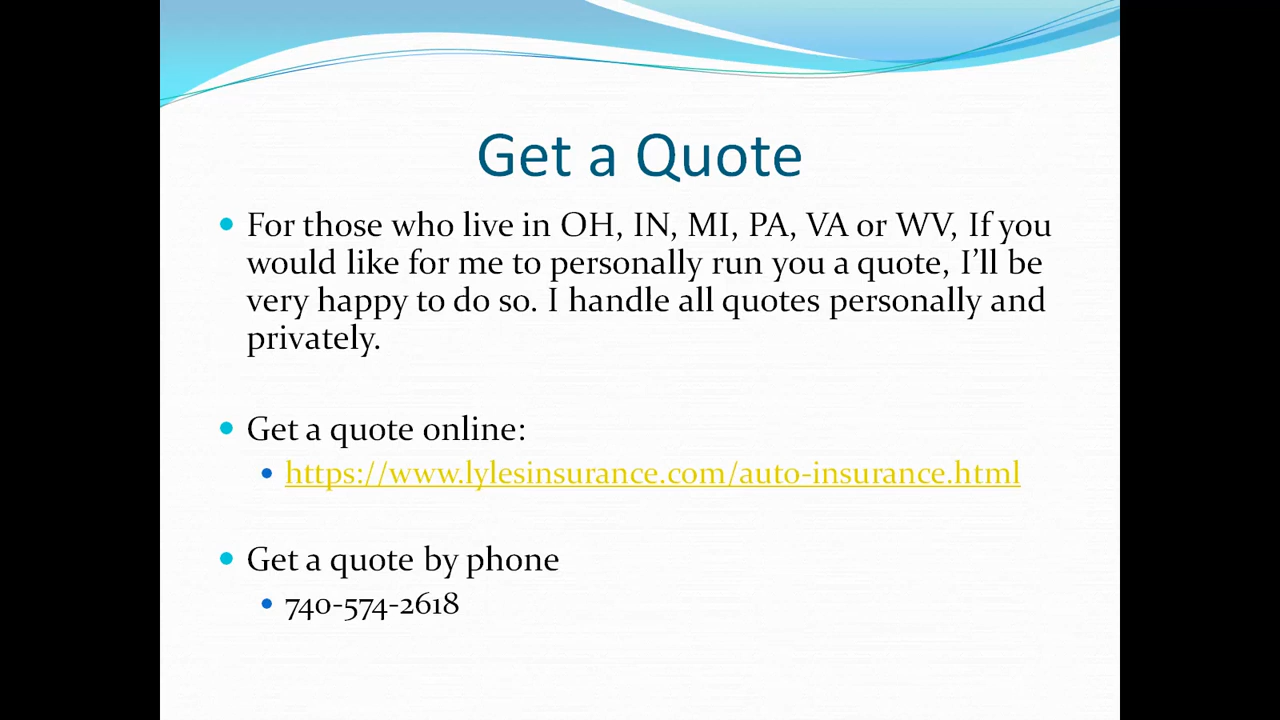 Get a Quote
For those who live in OH, IN, MI, PA, VA or WV, If you
would like for me to personally run you a quote, I’ll be
very happy to do so. I handle all quotes personally and
privately.
Get a quote online:
https://www.lylesinsurance.com/auto-insurance.html
Get a quote by phone
740-574-2618